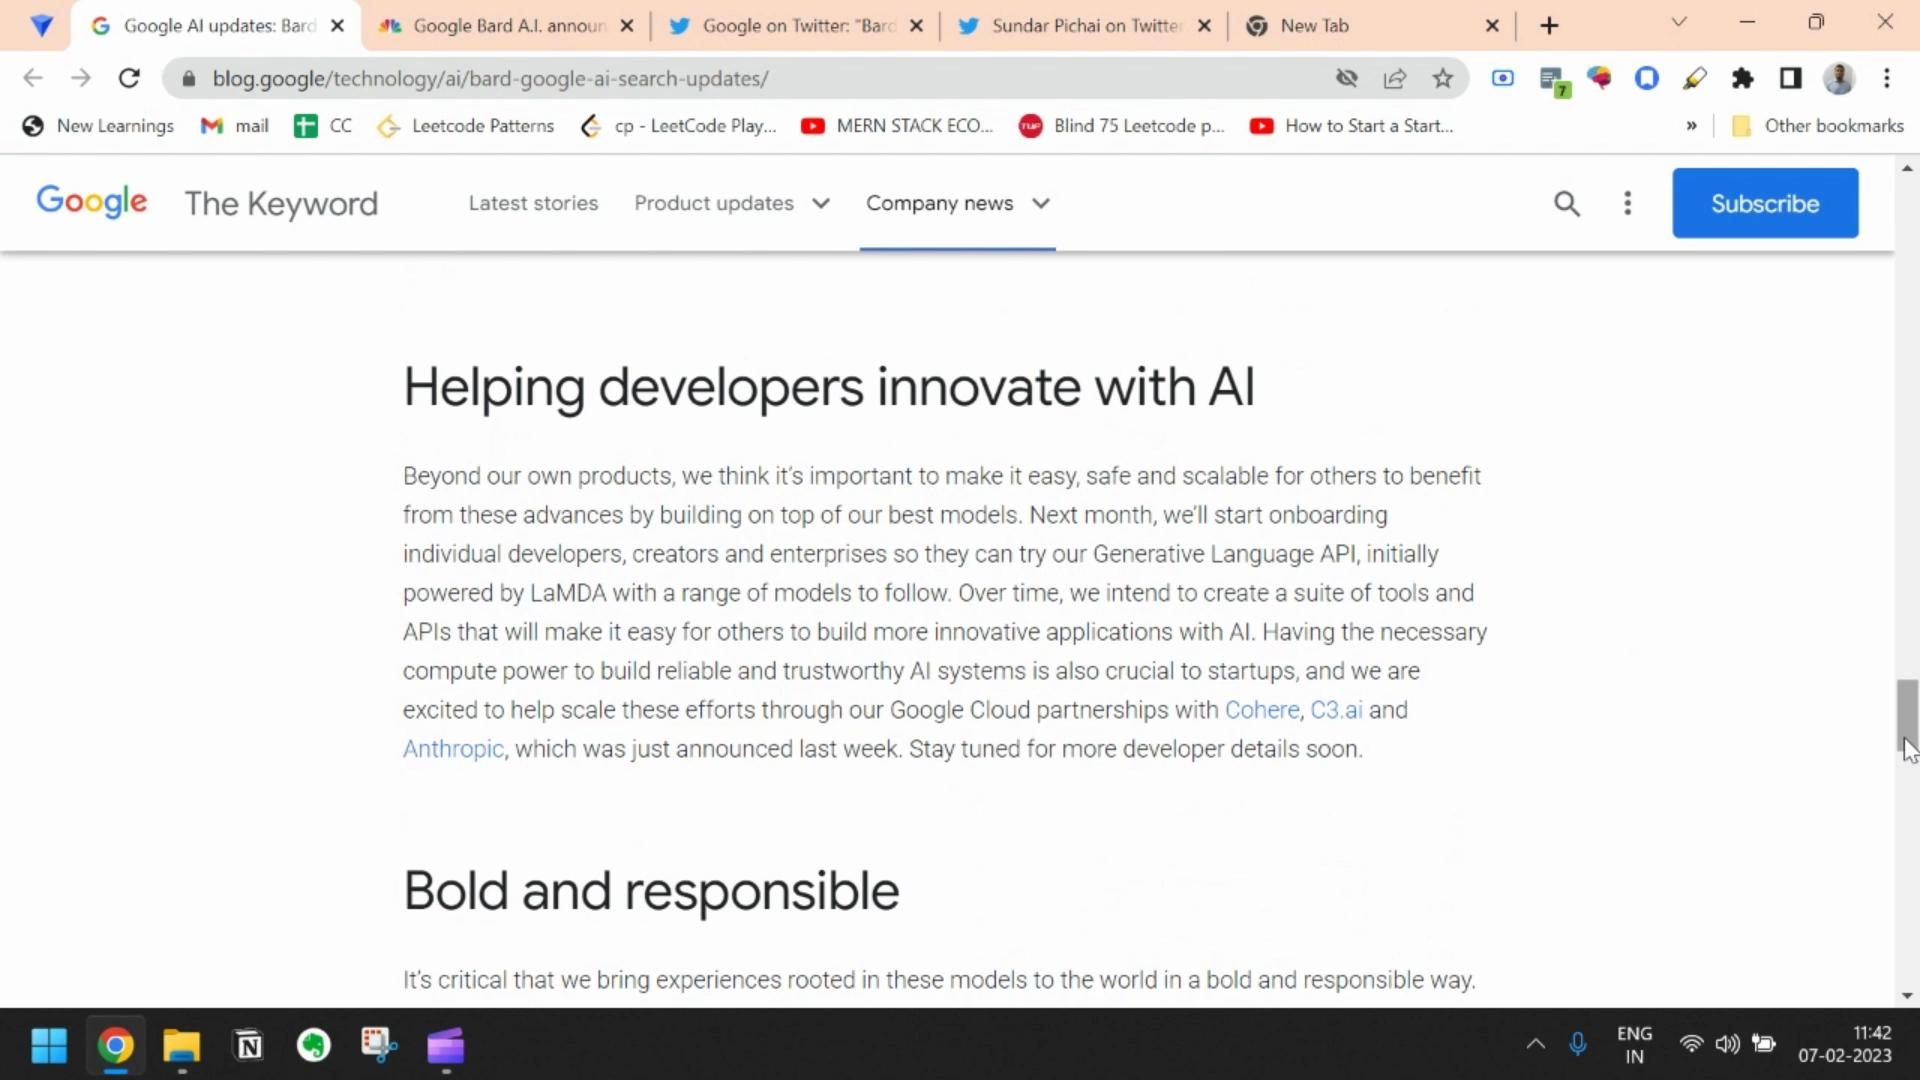 Google AI updates: Bard
Google Bard A.I. announ
Google on Twitter: "Bard
Sundar Pichai on Twitter
New Tab
blog.google/technology/ai/bard-google-ai-search-updates/
7
New Learnings
mail
CC
Leetcode Patterns
cp - LeetCode Play...
MERN STACK ECO...
TUF
Blind 75 Leetcode p...
How to Start a Start...
»
Other bookmarks
Google The Keyword
Latest stories
Product updates
Company news
Subscribe
Helping developers innovate with AI
Beyond our own products, we think it's important to make it easy, safe and scalable for others to benefit
from these advances by building on top of our best models. Next month, we'll start onboarding
individual developers, creators and enterprises so they can try our Generative Language API, initially
powered by LaMDA with a range of models to follow. Over time, we intend to create a suite of tools and
APIs that will make it easy for others to build more innovative applications with AI. Having the necessary
compute power to build reliable and trustworthy AI systems is also crucial to startups, and we are
excited to help scale these efforts through our Google Cloud partnerships with Cohere, C3.ai and
Anthropic, which was just announced last week. Stay tuned for more developer details soon.
Bold and responsible
It's critical that we bring experiences rooted in these models to the world in a bold and responsible way.
ENG
IN
11:42
07-02-2023